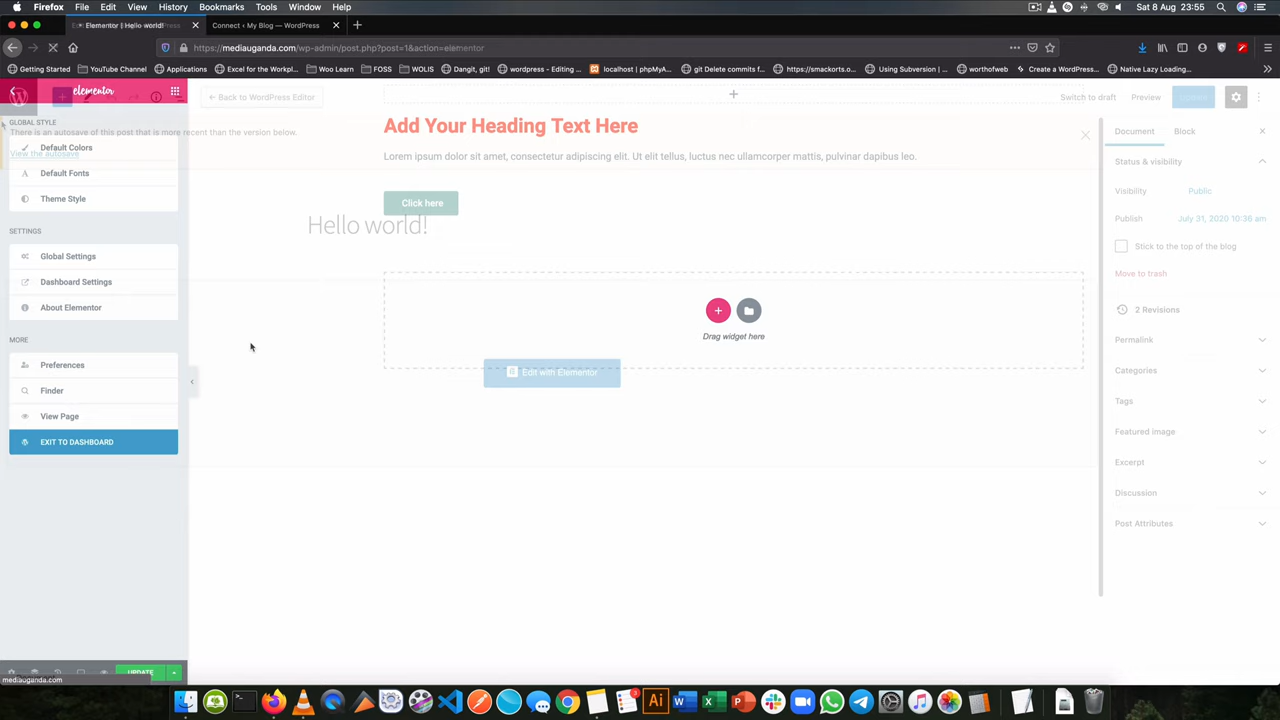 Firefox File Edit View History Bookmarks Tools Window Help Sat 8 Aug 23:55
Elementor | Hello world! Connect ‹ My Blog — WordPress
https://mediauganda.com/wp-admin/post.php?post=1&action=elementor
Getting Started YouTube Channel Applications Excel for the Workpl... Woo Learn FOSS WOLIS Dangit, git! wordpress - Editing ... localhost | phpMyA... git Delete commits f... https://smackorts.c... Using Subversion | ... worthofweb Create a WordPress... Native Lazy Loading...
elementor
← Back to WordPress Editor
Switch to draft Preview
GLOBAL STYLE
There is an autosave of this post that is more recent than the version below.
View the autosave
Default Colors
Default Fonts
Theme Style
SETTINGS
Global Settings
Dashboard Settings
About Elementor
MORE
Preferences
Finder
View Page
EXIT TO DASHBOARD
UPDATE
mediauganda.com
Add Your Heading Text Here
Lorem ipsum dolor sit amet, consectetur adipiscing elit. Ut elit tellus, luctus nec ullamcorper mattis, pulvinar dapibus leo.
Click here
Hello world!
Drag widget here
Edit with Elementor
Document Block
Status & visibility
Visibility Public
Publish July 31, 2020 10:36 am
Stick to the top of the blog
Move to trash
2 Revisions
Permalink
Categories
Tags
Featured image
Excerpt
Discussion
Post Attributes